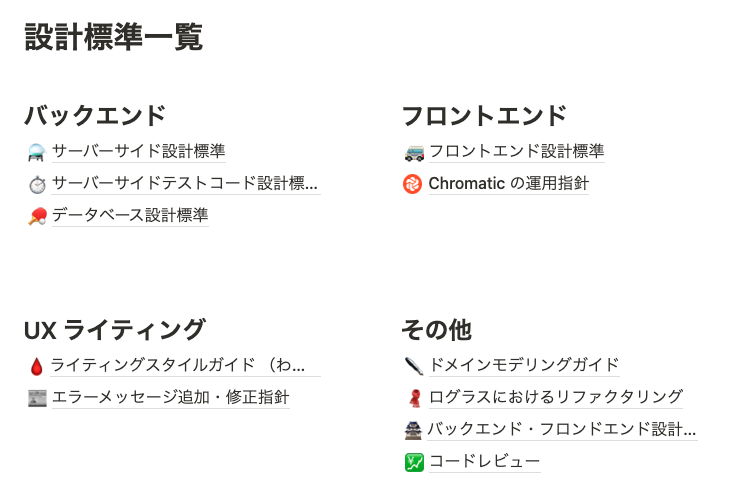 設計標準一覧
バックエンド
サーバーサイド設計標準
サーバーサイドテストコード設計標...
データベース設計標準
フロントエンド
フロントエンド設計標準
Chromatic の運用指針
UX ライティング
ライティングスタイルガイド （わ...
エラーメッセージ追加・修正指針
その他
ドメインモデリングガイド
ログラスにおけるリファクタリング
バックエンド・フロンドエンド設計...
コードレビュー